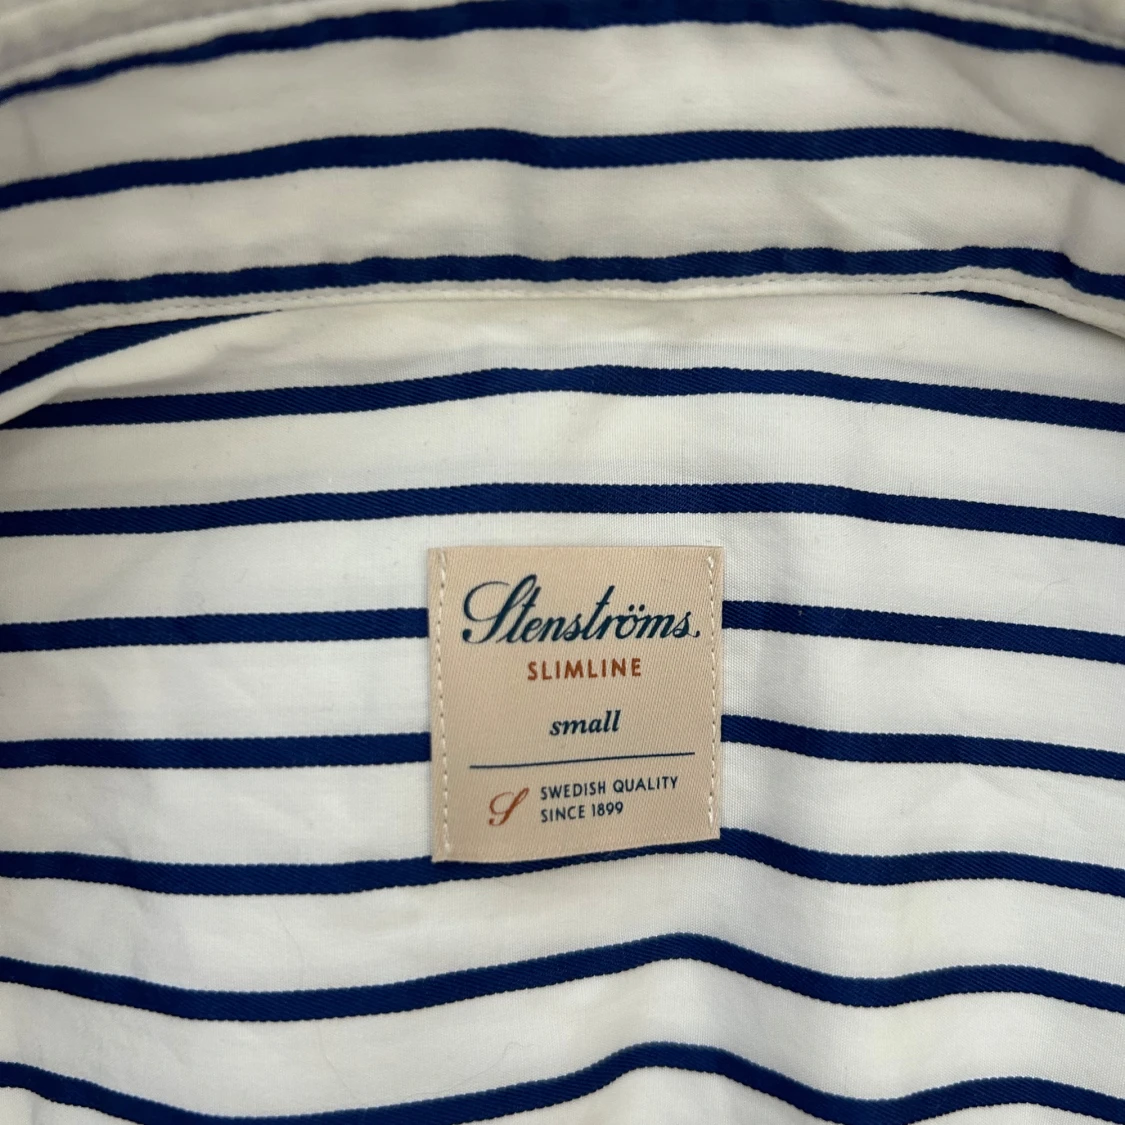 Stenströms.
SLIMLINE
small
S
SWEDISH QUALITY
SINCE 1899